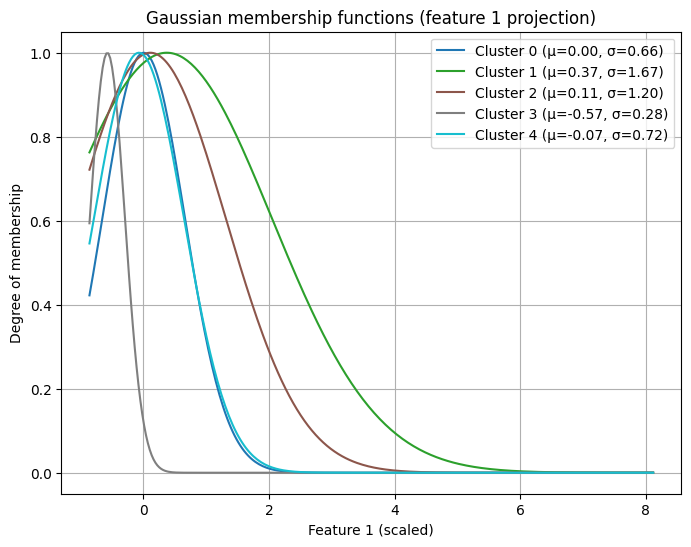 Gaussian membership functions (feature 1 projection)
Cluster 0 (μ=0.00, σ=0.66)
Cluster 1 (μ=0.37, σ=1.67)
Cluster 2 (μ=0.11, σ=1.20)
Cluster 3 (μ=-0.57, σ=0.28)
Cluster 4 (μ=-0.07, σ=0.72)
Degree of membership
1.0
0.8
0.6
0.4
0.2
0.0
0 2 4 6 8
Feature 1 (scaled)